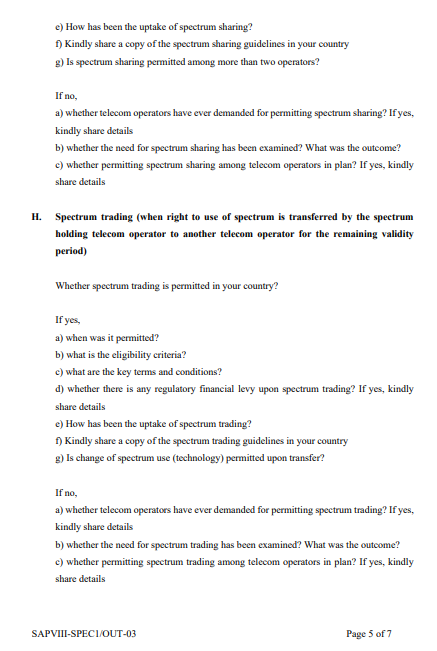 e) How has been the uptake of spectrum sharing?
f) Kindly share a copy of the spectrum sharing guidelines in your country
g) Is spectrum sharing permitted among more than two operators?
If no,
a) whether telecom operators have ever demanded for permitting spectrum sharing? If yes,
kindly share details
b) whether the need for spectrum sharing has been examined? What was the outcome?
c) whether permitting spectrum sharing among telecom operators in plan? If yes, kindly
share details
H. Spectrum trading (when right to use of spectrum is transferred by the spectrum
holding telecom operator to another telecom operator for the remaining validity
period)
Whether spectrum trading is permitted in your country?
If yes,
a) when was it permitted?
b) what is the eligibility criteria?
c) what are the key terms and conditions?
d) whether there is any regulatory financial levy upon spectrum trading? If yes, kindly
share details
e) How has been the uptake of spectrum trading?
f) Kindly share a copy of the spectrum trading guidelines in your country
g) Is change of spectrum use (technology) permitted upon transfer?
If no,
a) whether telecom operators have ever demanded for permitting spectrum trading? If yes,
kindly share details
b) whether the need for spectrum trading has been examined? What was the outcome?
c) whether permitting spectrum trading among telecom operators in plan? If yes, kindly
share details
SAPVIII-SPEC1/OUT-03 Page 5 of 7